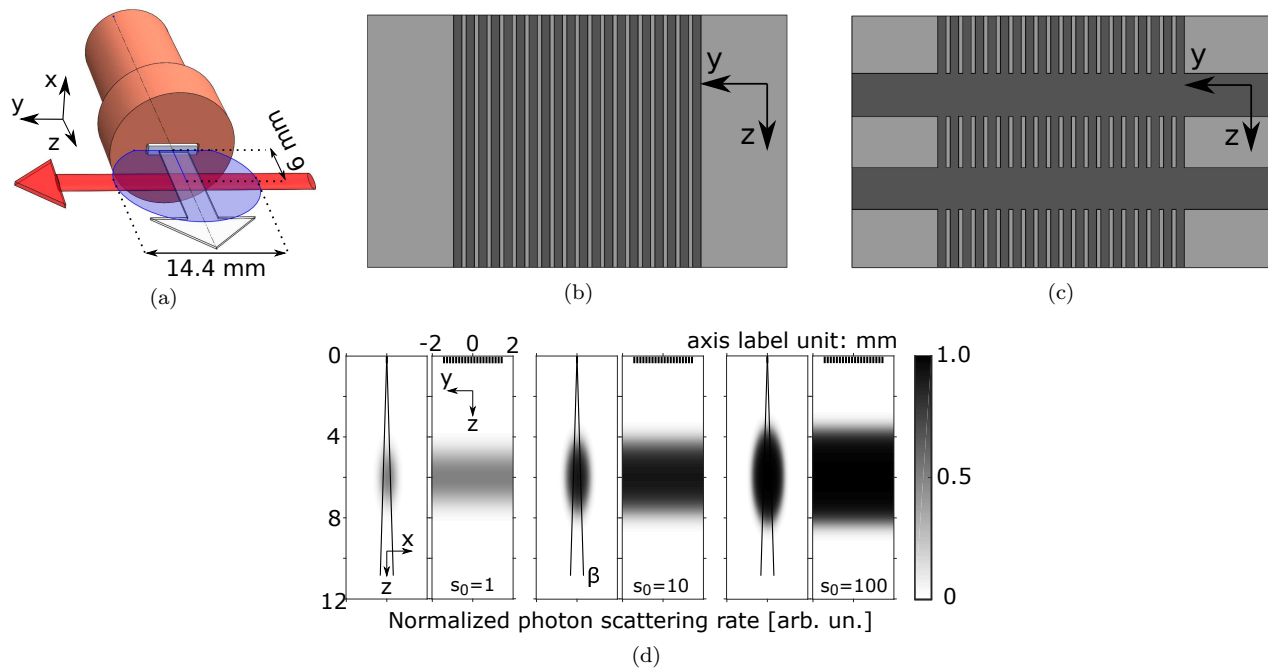 x
y
z
9 mm
14.4 mm
(a)
y
z
(b)
y
z
(c)
-2 0 2 axis label unit: mm
0
4
8
12
y
z
x
z
s0=1
β
s0=10
s0=100
1.0
0.5
0
Normalized photon scattering rate [arb. un.]
(d)